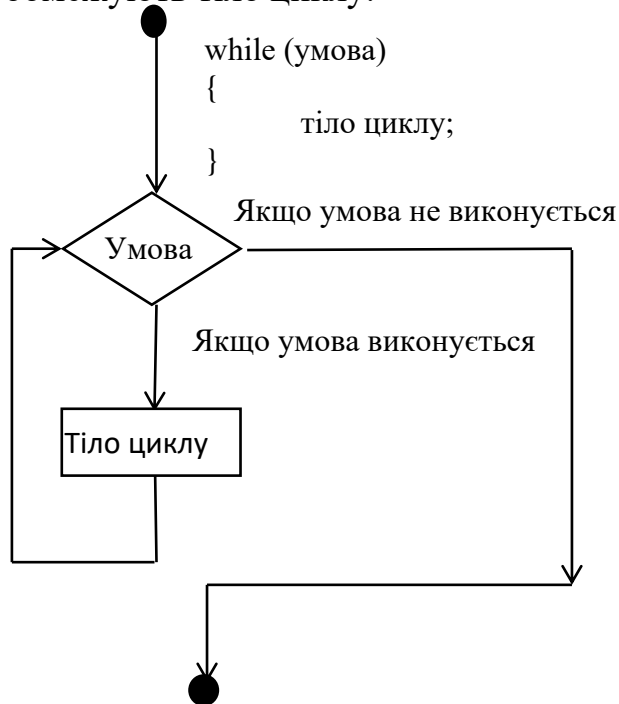 while (умова)
{
тіло циклу;
}
Якщо умова не виконується
Умова
Якщо умова виконується
Тіло циклу